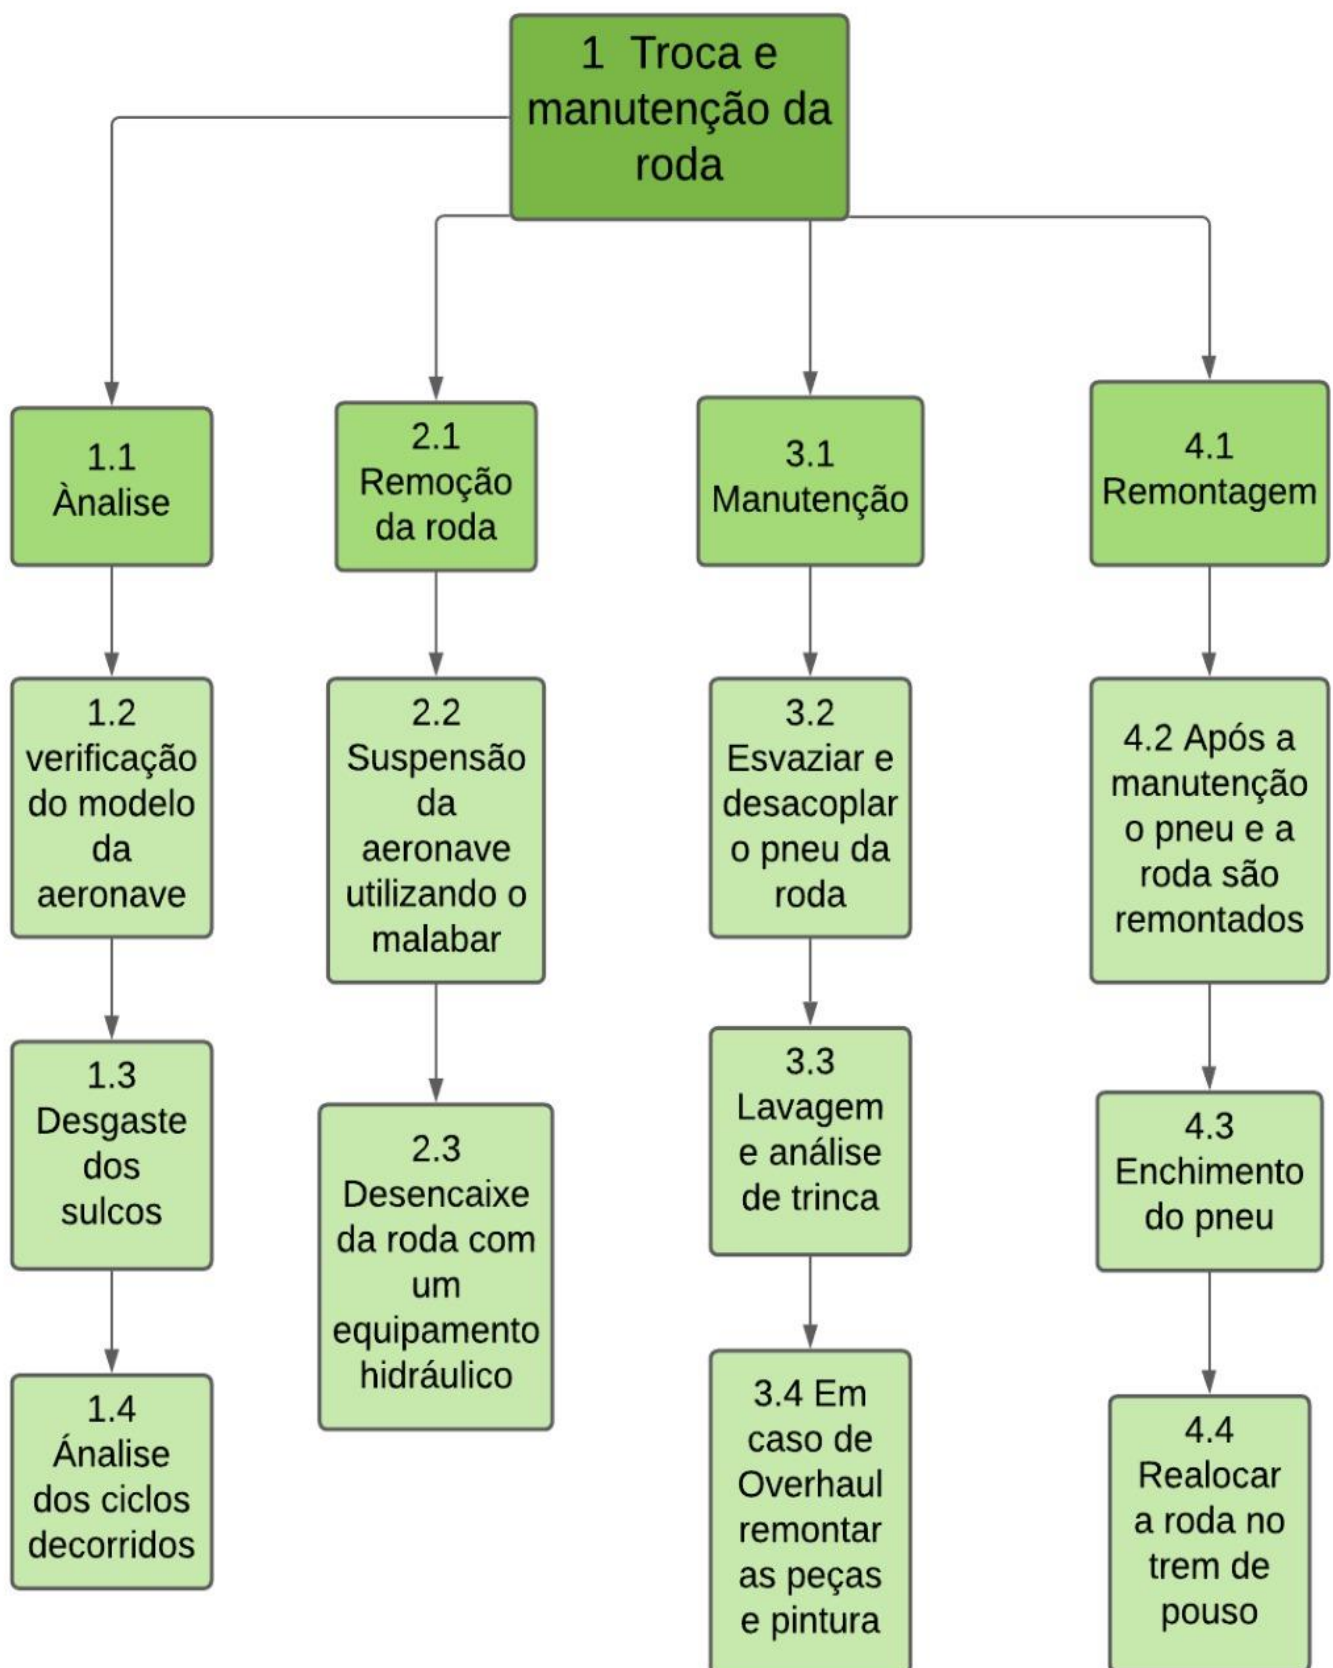 1 Troca e
manutenção da
roda
1.1
Ànalise
1.2
verificação
do modelo
da
aeronave
1.3
Desgaste
dos
sulcos
1.4
Ánalise
dos ciclos
decorridos
2.1
Remoção
da roda
2.2
Suspensão
da
aeronave
utilizando o
malabar
2.3
Desencaixe
da roda com
um
equipamento
hidráulico
3.1
Manutenção
3.2
Esvaziar e
desacoplar
o pneu da
roda
3.3
Lavagem
e análise
de trinca
3.4 Em
caso de
Overhaul
remontar
as peças
e pintura
4.1
Remontagem
4.2 Após a
manutenção
o pneu e a
roda são
remontados
4.3
Enchimento
do pneu
4.4
Realocar
a roda no
trem de
pouso